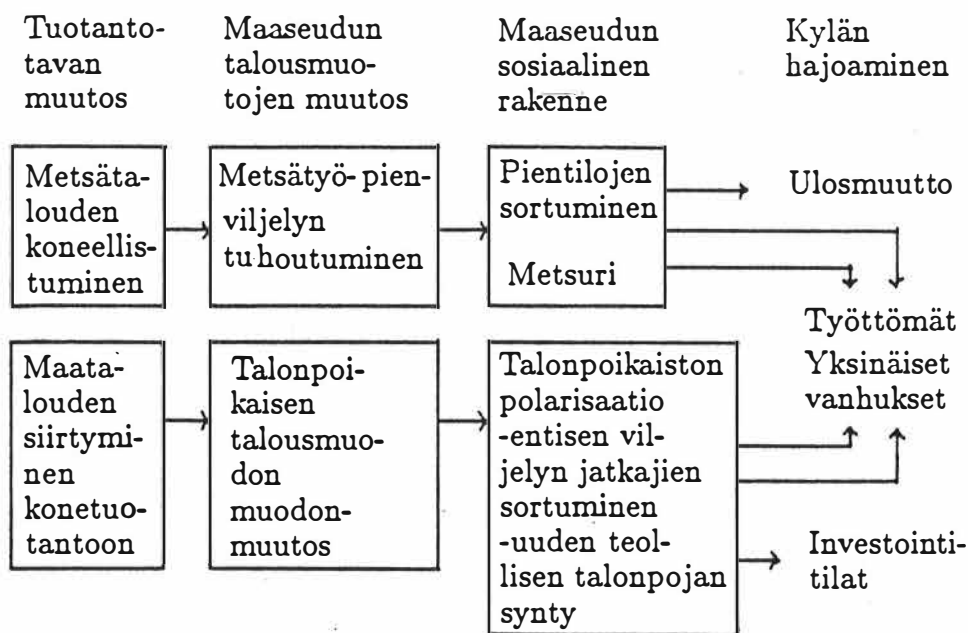 Tuotanto-
tavan
muutos
Maaseudun
talousmuo-
tojen muutos
Maaseudun
sosiaalinen
rakenne
Kylän
hajoaminen
Metsäta-
louden
koneellis-
tuminen
Metsätyö-pien-
viljelyn
tuhoutuminen
Pientilojen
sortuminen
Metsuri
Ulosmuutto
Työttömät
Yksinäiset
vanhukset
Maata-
louden
siirtymi-
nen
konetuo-
tantoon
Talonpoi-
kaisen
talousmuo-
don
muodon-
muutos
Talonpoikaiston
polarisaatio
-entisen vil-
jelyn jatkajien
sortuminen
-uuden teol-
lisen talonpojan
synty
Investointi-
tilat